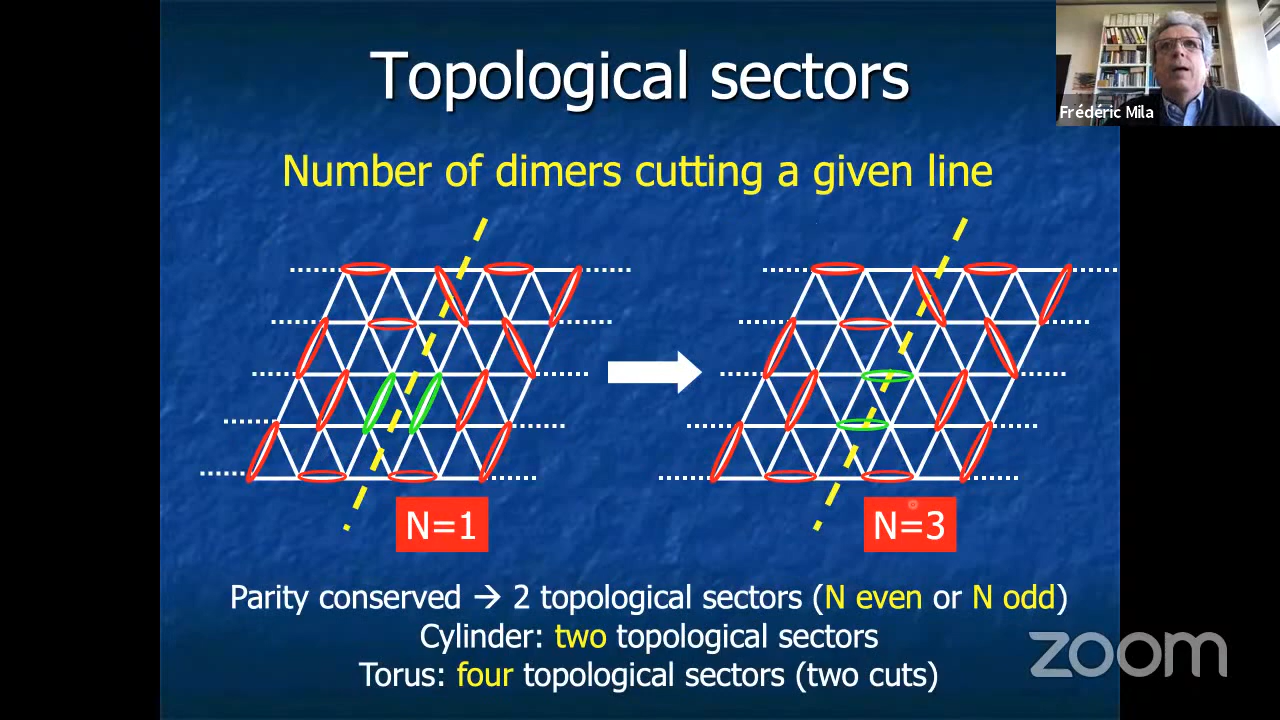 Topological sectors
Frédéric Mila
Number of dimers cutting a given line
N=1
N=3
Parity conserved → 2 topological sectors (N even or N odd)
Cylinder: two topological sectors
Torus: four topological sectors (two cuts)
zoom